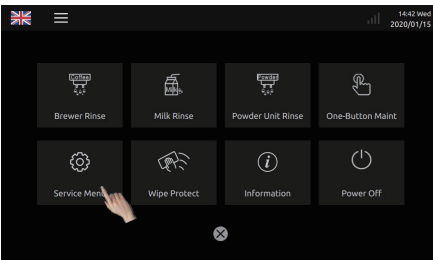 14:42 Wed
2020/01/15
Coffee
Milk
Powder
Brewer Rinse
Milk Rinse
Powder Unit Rinse
One-Button Maint
Service Menu
Wipe Protect
Information
Power Off